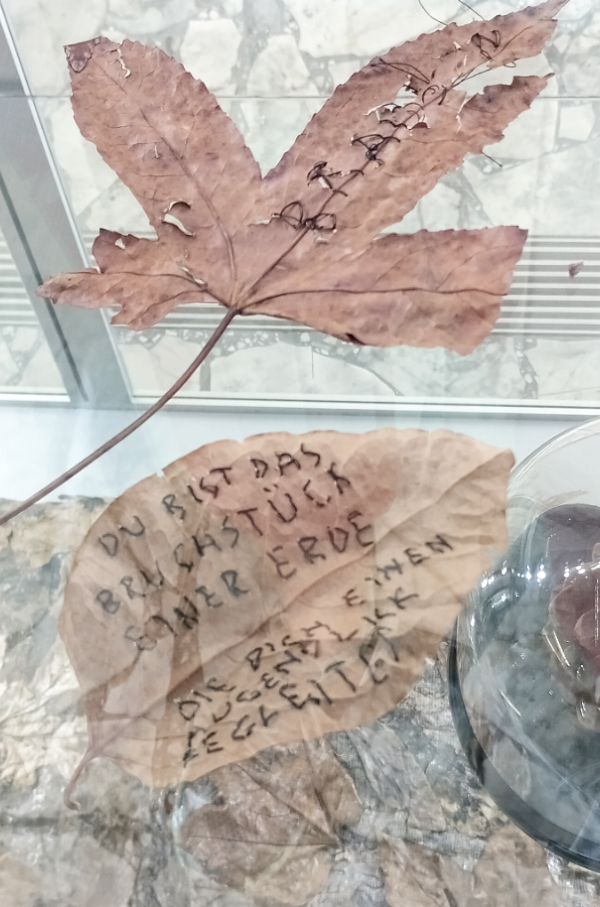 DU BIST DAS
BRUCHSTÜCK
EINER ERDE
DIE DICH EINEN
AUGENBLICK
BEGLEITET